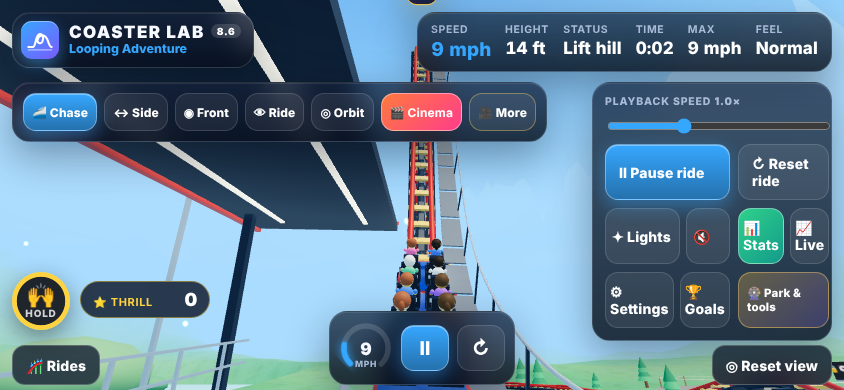 COASTER LAB 8.6
Looping Adventure
SPEED HEIGHT STATUS TIME MAX FEEL
9 mph 14 ft Lift hill 0:02 9 mph Normal
Chase ↔ Side Front Ride Orbit Cinema More
PLAYBACK SPEED 1.0×
Pause ride
↻ Reset
ride
✦ Lights
Stats
Live
Settings
Goals
Park &
tools
HOLD
THRILL 0
9
MPH
Rides
Reset view